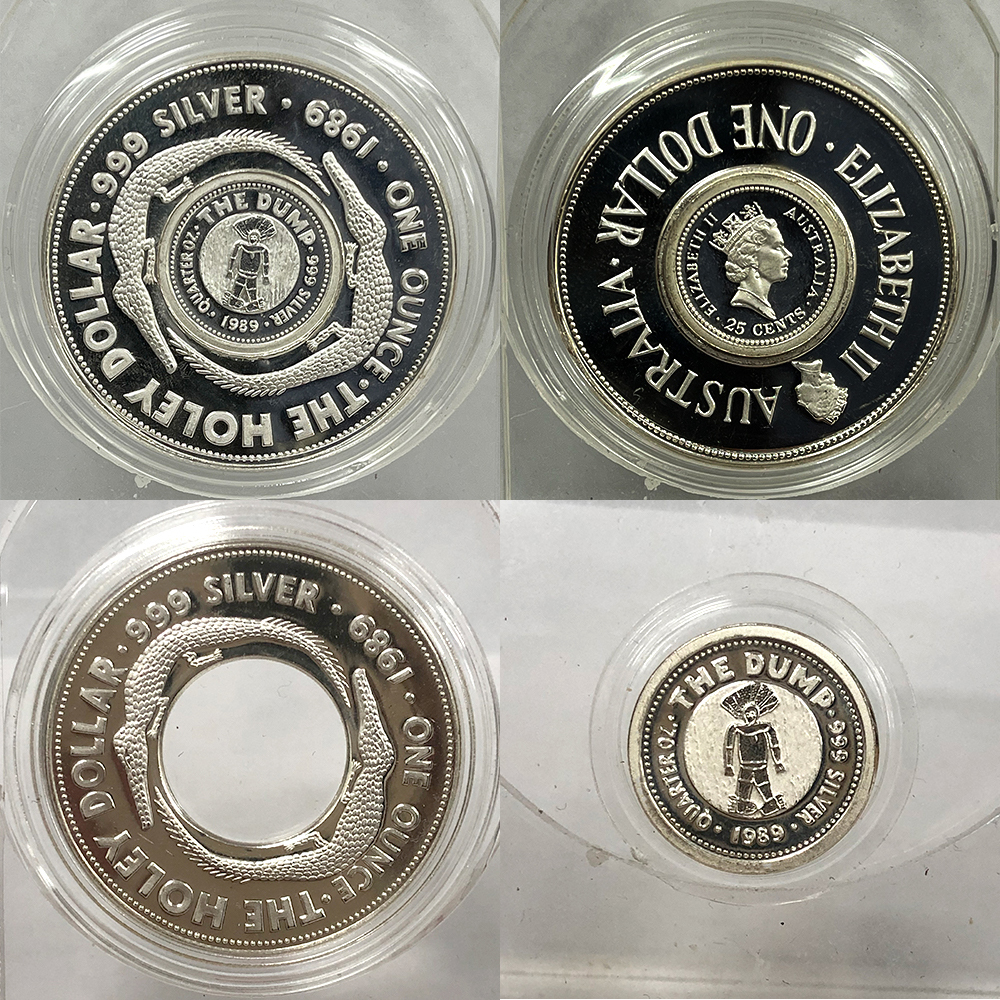 THE HOLEY DOLLAR · 999 SILVER · 1989 · ONE OUNCE ·
THE DUMP · 999 SILVER · 1989 · QUARTER OZ ·
ELIZABETH II · AUSTRALIA · ONE DOLLAR ·
ELIZABETH II AUSTRALIA · 25 CENTS ·
THE HOLEY DOLLAR · 999 SILVER · 1989 · ONE OUNCE ·
THE DUMP · 999 SILVER · 1989 · QUARTER OZ ·